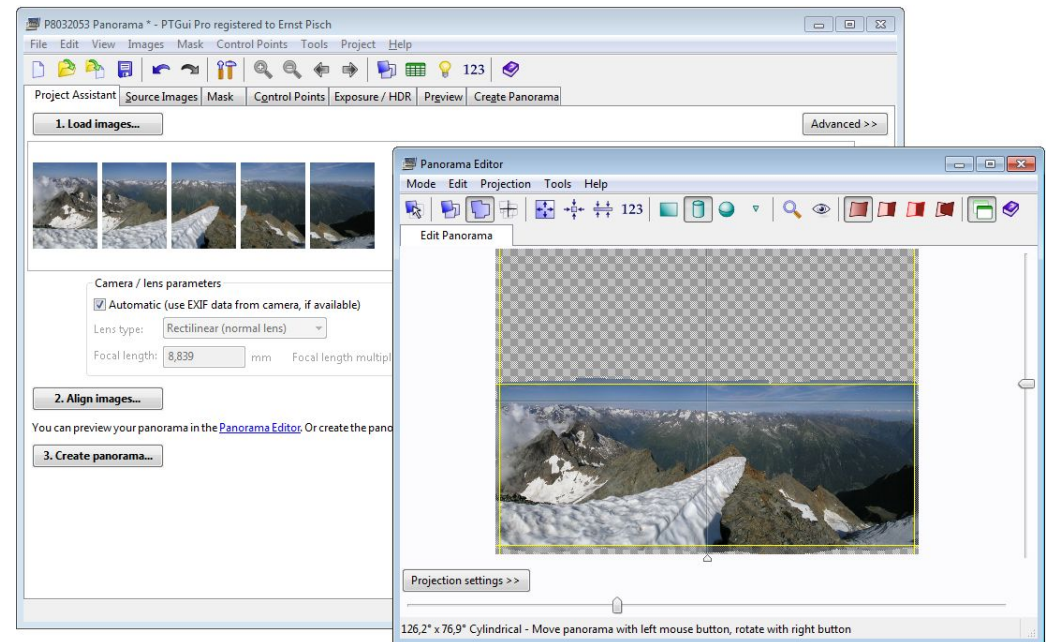 P8032053 Panorama * - PTGui Pro registered to Ernst Pisch
File Edit View Images Mask Control Points Tools Project Help
123
Project Assistant Source Images Mask Control Points Exposure / HDR Preview Create Panorama
1. Load images...
Advanced >>
Camera / lens parameters
Automatic (use EXIF data from camera, if available)
Lens type: Rectilinear (normal lens)
Focal length: 8,839 mm Focal length multipl
2. Align images...
You can preview your panorama in the Panorama Editor. Or create the pano
3. Create panorama...
Panorama Editor
Mode Edit Projection Tools Help
123
Edit Panorama
Projection settings >>
126,2° x 76,9° Cylindrical - Move panorama with left mouse button, rotate with right button